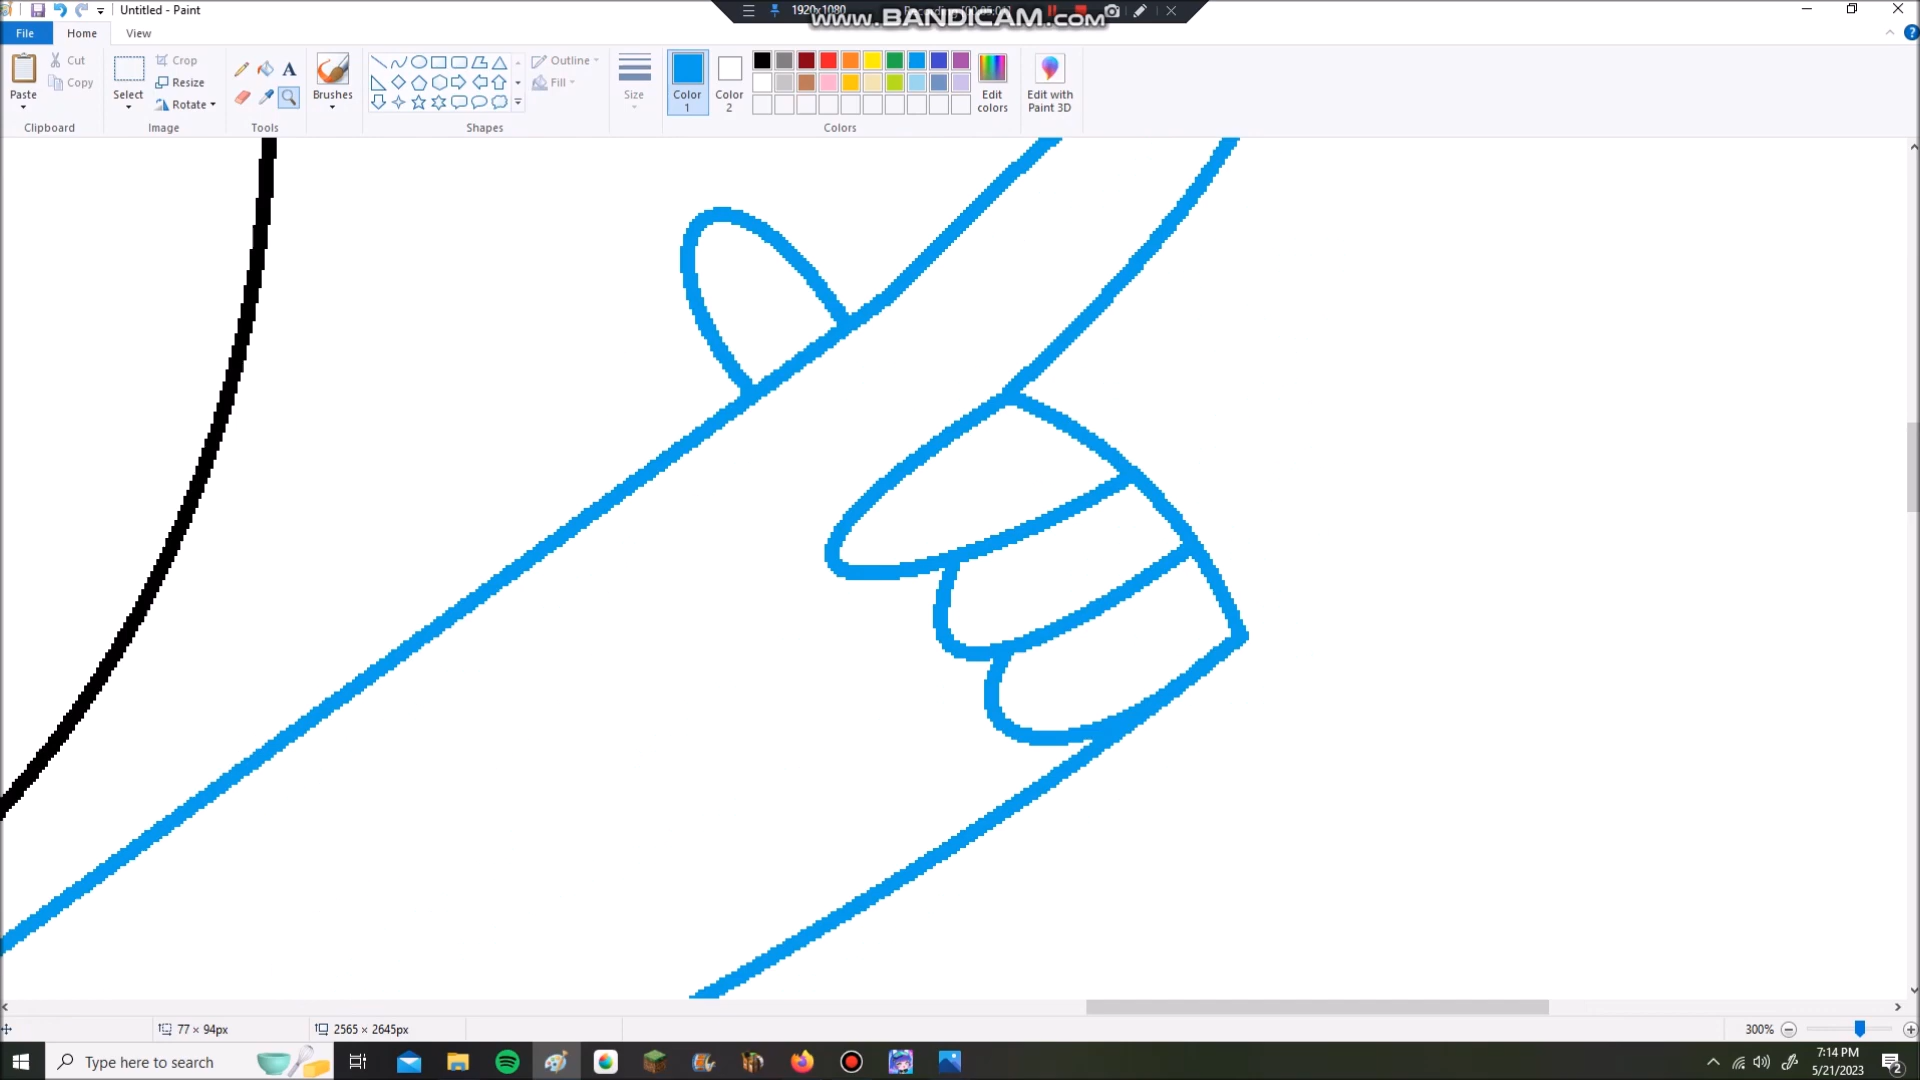 Untitled - Paint
1920x1080
www.BANDICAM.com
File Home View
Paste
Cut
Copy
Clipboard
Select
Crop
Resize
Rotate
Image
Tools
Brushes
Outline
Fill
Shapes
Size
Color 1
Color 2
Colors
Edit colors
Edit with Paint 3D
77 × 94px
2565 × 2645px
300%
Type here to search
7:14 PM
5/21/2023
2